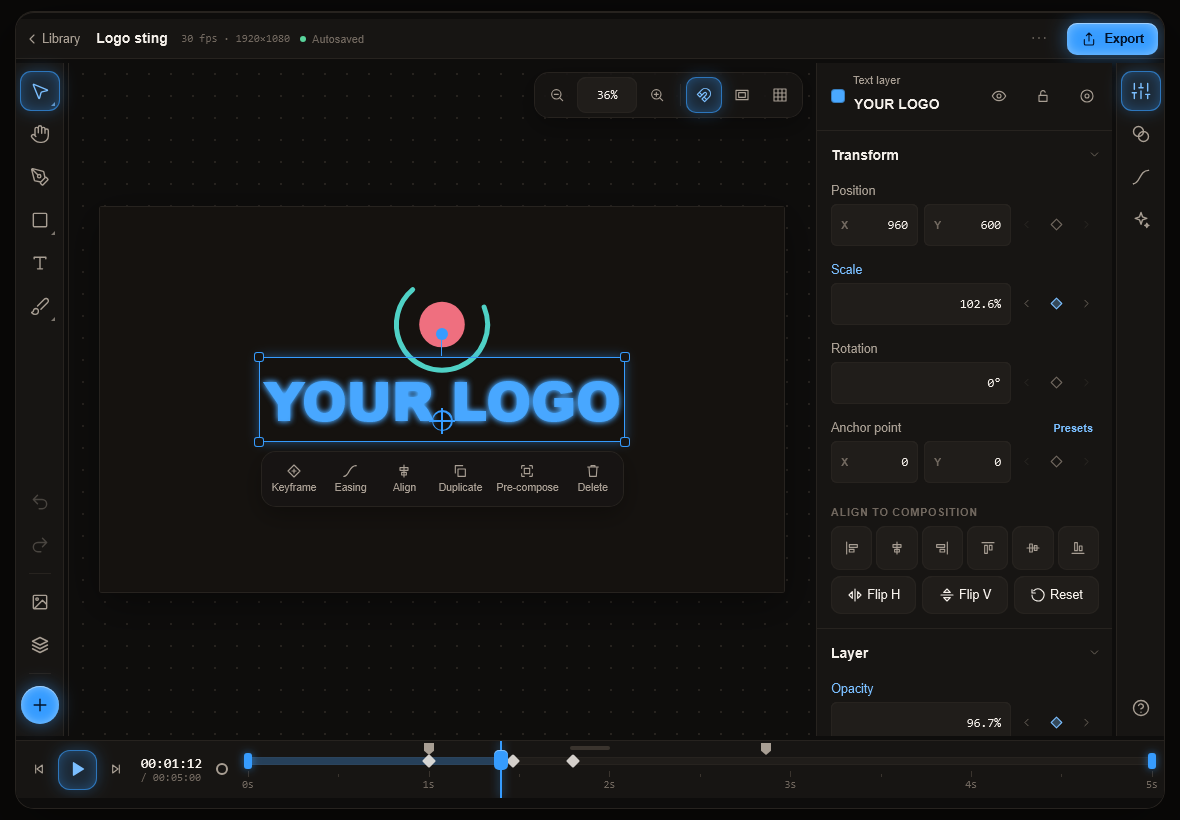 Library
Logo sting
30 fps · 1920×1080
Autosaved
Export
36%
Text layer
YOUR LOGO
Transform
Position
X 960
Y 600
Scale
102.6%
Rotation
0°
Anchor point
Presets
X 0
Y 0
ALIGN TO COMPOSITION
Flip H
Flip V
Reset
Layer
Opacity
96.7%
YOUR LOGO
Keyframe
Easing
Align
Duplicate
Pre-compose
Delete
00:01:12
/ 00:05:00
0s
1s
2s
3s
4s
5s